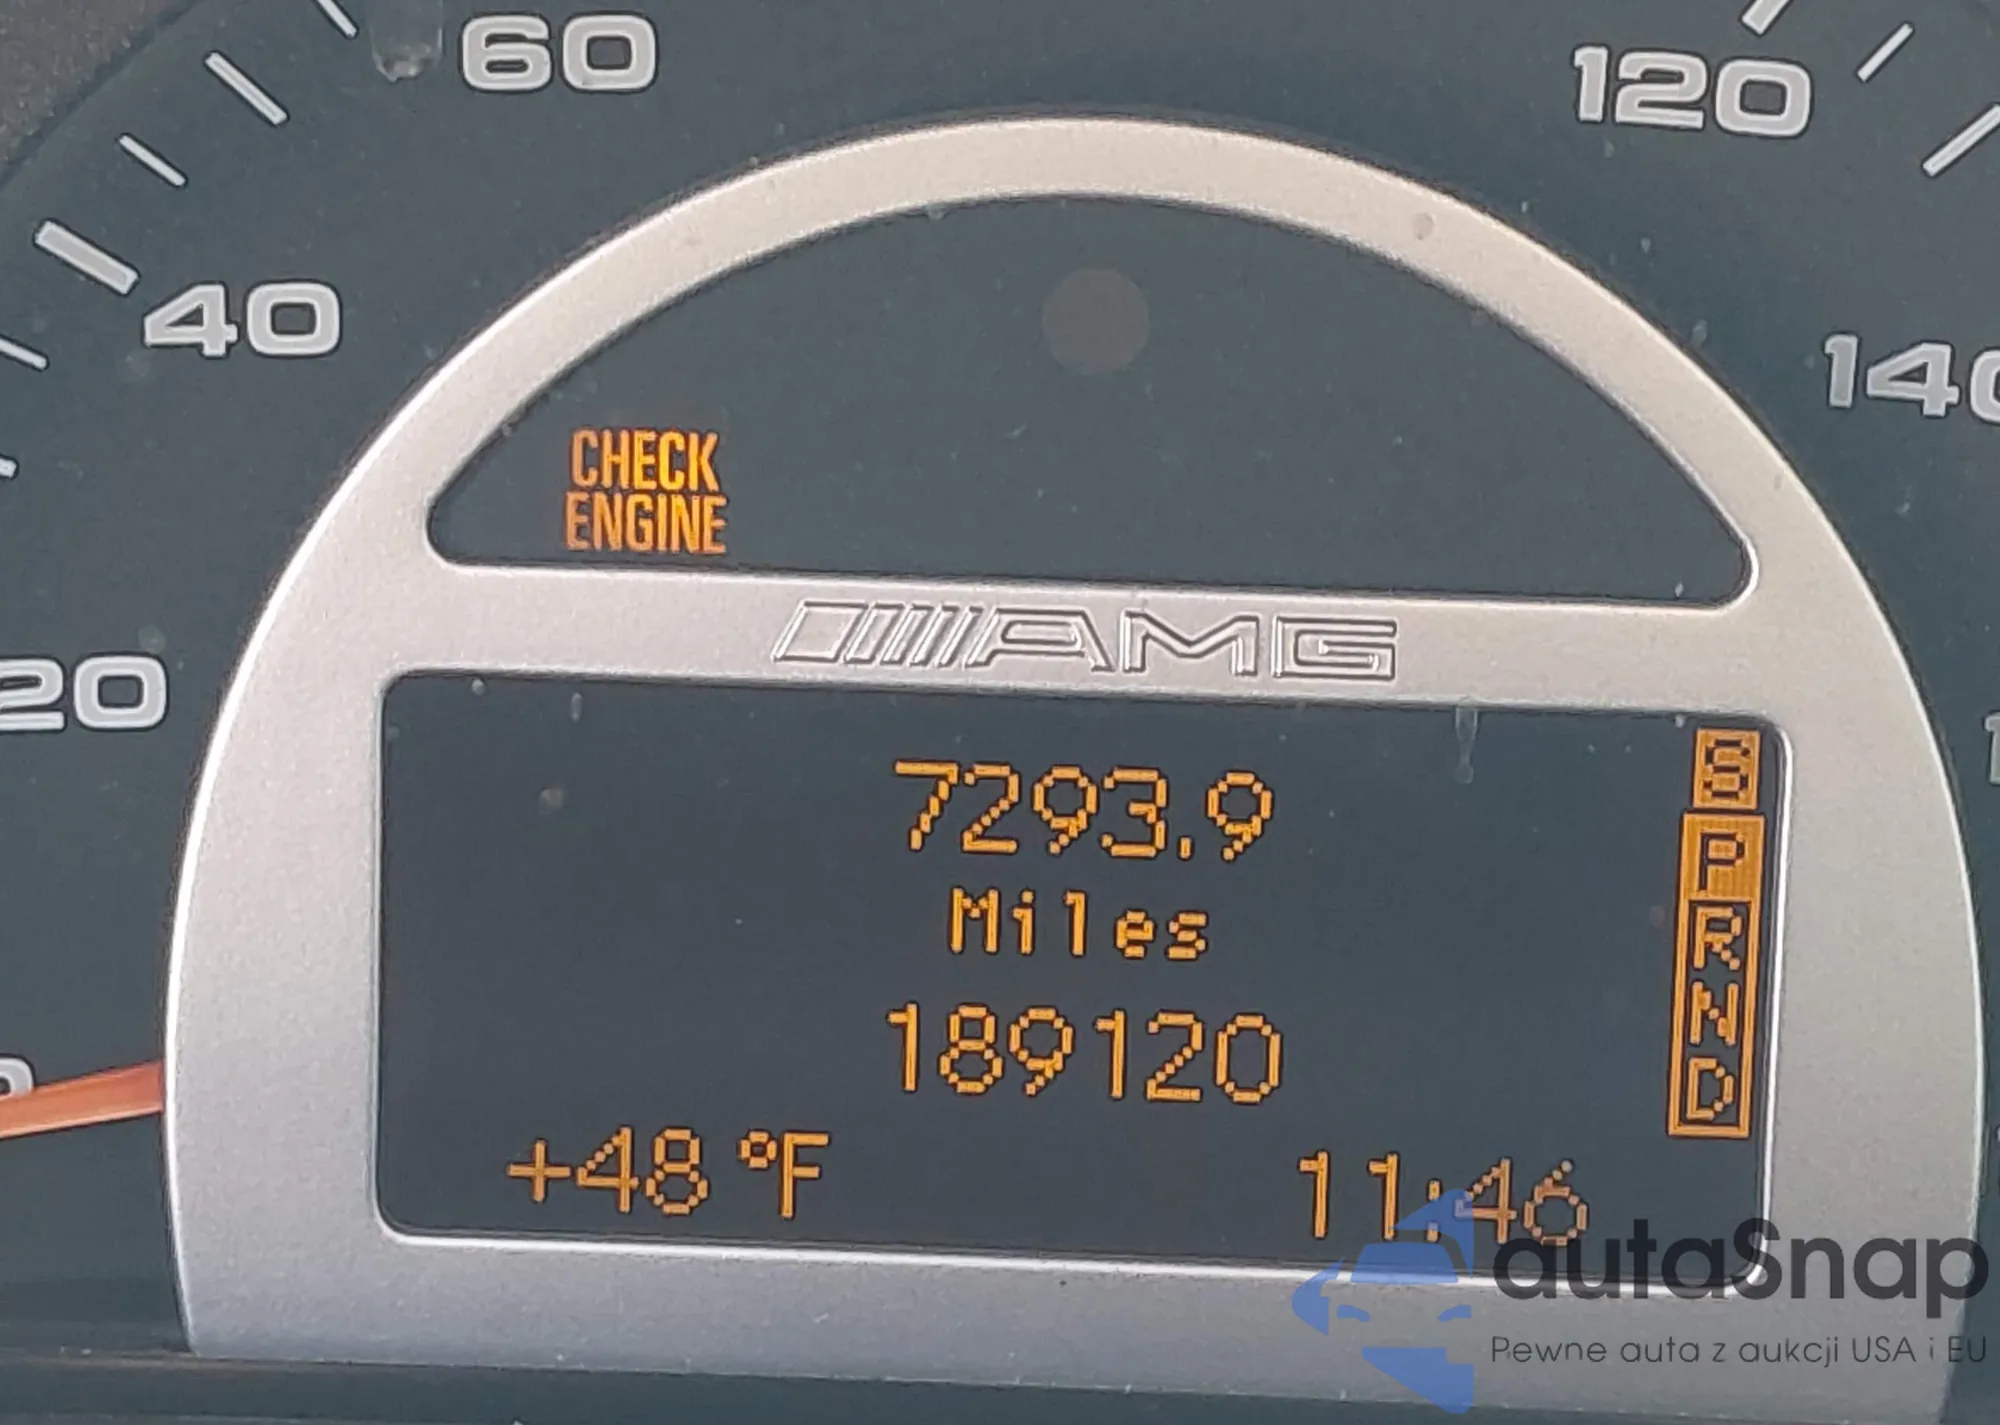 60
120
40
140
CHECK
ENGINE
AMG
20
7293.9
Miles
189120
+48 °F
11:46
S
P
R
N
D
autaSnap
Pewne auta z aukcji USA i EU